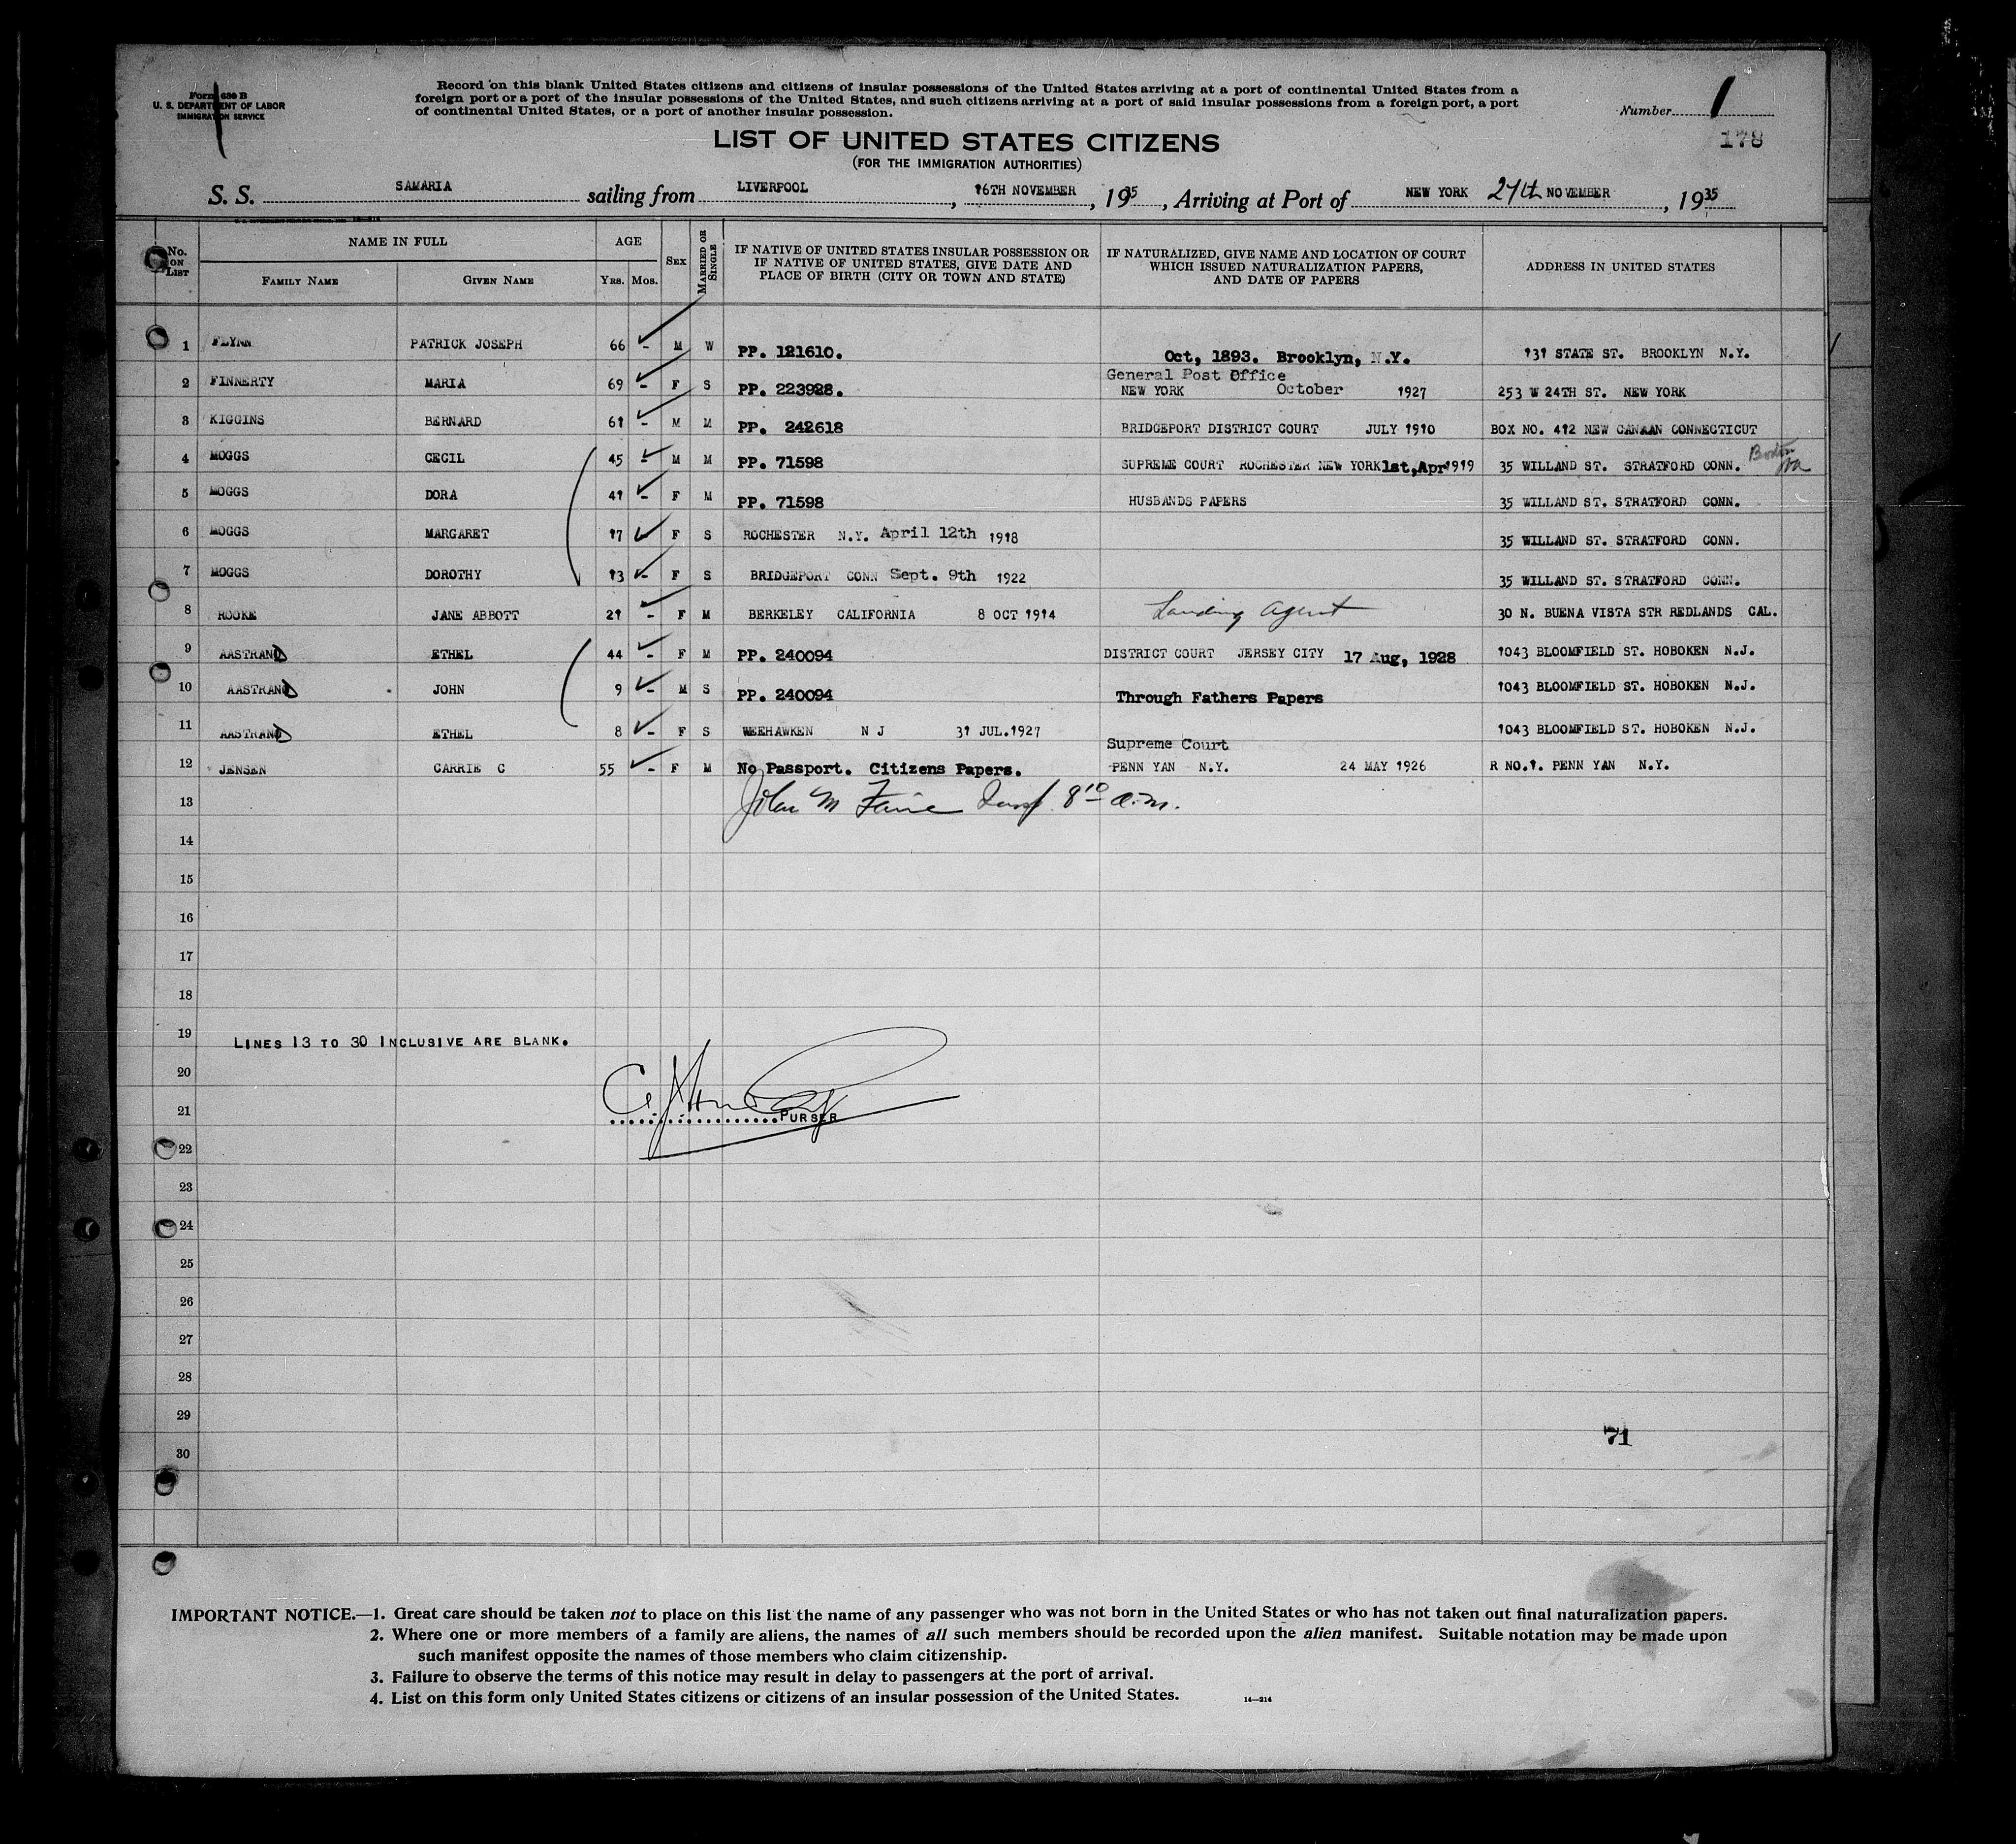 Form 630 B
U. S. DEPARTMENT OF LABOR
IMMIGRATION SERVICE
Record on this blank United States citizens and citizens of insular possessions of the United States arriving at a port of continental United States from a
foreign port or a port of the insular possessions of the United States, and such citizens arriving at a port of said insular possessions from a foreign port, a port
of continental United States, or a port of another insular possession.
Number 1
178
LIST OF UNITED STATES CITIZENS
(FOR THE IMMIGRATION AUTHORITIES)
S. S. SAMARIA sailing from LIVERPOOL, 16TH NOVEMBER, 1935, Arriving at Port of NEW YORK 27th NOVEMBER, 1935
No. ON LIST NAME IN FULL AGE SEX MARRIED OR SINGLE IF NATIVE OF UNITED STATES INSULAR POSSESSION OR IF NATIVE OF UNITED STATES, GIVE DATE AND PLACE OF BIRTH (CITY OR TOWN AND STATE) IF NATURALIZED, GIVE NAME AND LOCATION OF COURT WHICH ISSUED NATURALIZATION PAPERS, AND DATE OF PAPERS ADDRESS IN UNITED STATES
FAMILY NAME GIVEN NAME YRS. MOS.
1 FLYNN PATRICK JOSEPH 66 - M W PP. 121610. Oct, 1893. Brooklyn, N.Y. 131 STATE ST. BROOKLYN N.Y.
General Post Office
2 FINNERTY MARIA 69 - F S PP. 223928. NEW YORK October 1927 253 W 24TH ST. NEW YORK
3 KIGGINS BERNARD 61 - M M PP. 242618 BRIDGEPORT DISTRICT COURT JULY 1910 BOX NO. 412 NEW CANAAN CONNECTICUT
4 MOGGS CECIL 45 - M M PP. 71598 SUPREME COURT ROCHESTER NEW YORK 1st, Apr 1919 35 WILLAND ST. STRATFORD CONN.
5 MOGGS DORA 41 - F M PP. 71598 HUSBANDS PAPERS 35 WILLAND ST. STRATFORD CONN.
6 MOGGS MARGARET 17 - F S ROCHESTER N.Y. April 12th 1918 35 WILLAND ST. STRATFORD CONN.
7 MOGGS DOROTHY 13 - F S BRIDGEPORT CONN Sept. 9th 1922 35 WILLAND ST. STRATFORD CONN.
8 ROOKE JANE ABBOTT 21 - F M BERKELEY CALIFORNIA 8 OCT 1914 Landing Agent 30 N. BUENA VISTA STR REDLANDS CAL.
9 AASTRAND ETHEL 44 - F M PP. 240094 DISTRICT COURT JERSEY CITY 17 Aug, 1928 1043 BLOOMFIELD ST. HOBOKEN N.J.
10 AASTRAND JOHN 9 - M S PP. 240094 Through Fathers Papers 1043 BLOOMFIELD ST. HOBOKEN N.J.
11 AASTRAND ETHEL 8 - F S WEEHAWKEN N J 31 JUL.1927 1043 BLOOMFIELD ST. HOBOKEN N.J.
Supreme Court
12 JENSEN CARRIE C 55 - F M No Passport. Citizens Papers. PENN YAN N.Y. 24 MAY 1926 R NO.1. PENN YAN N.Y.
13 John M 8 10 a.m.
14
15
16
17
18
19 LINES 13 TO 30 INCLUSIVE ARE BLANK.
20
21 PURSER
22
23
24
25
26
27
28
29
71
30
IMPORTANT NOTICE.—1. Great care should be taken not to place on this list the name of any passenger who was not born in the United States or who has not taken out final naturalization papers.
2. Where one or more members of a family are aliens, the names of all such members should be recorded upon the alien manifest. Suitable notation may be made upon
such manifest opposite the names of those members who claim citizenship.
3. Failure to observe the terms of this notice may result in delay to passengers at the port of arrival.
4. List on this form only United States citizens or citizens of an insular possession of the United States.
14—214